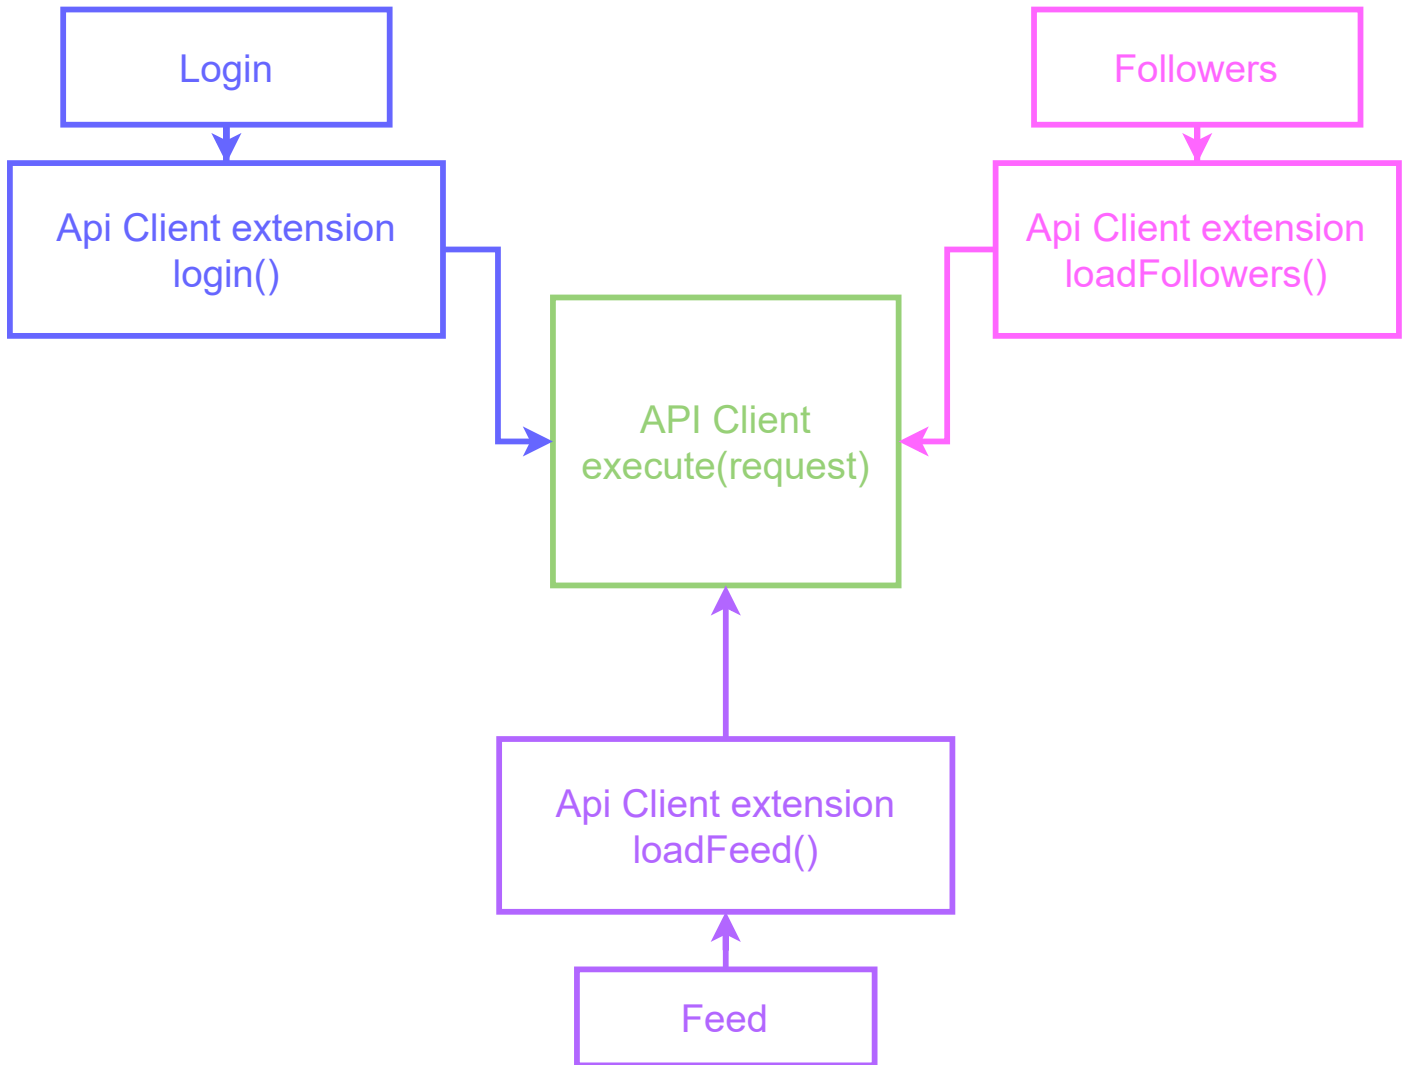 Login
Followers
Api Client extension
login()
Api Client extension
loadFollowers()
API Client
execute(request)
Api Client extension
loadFeed()
Feed